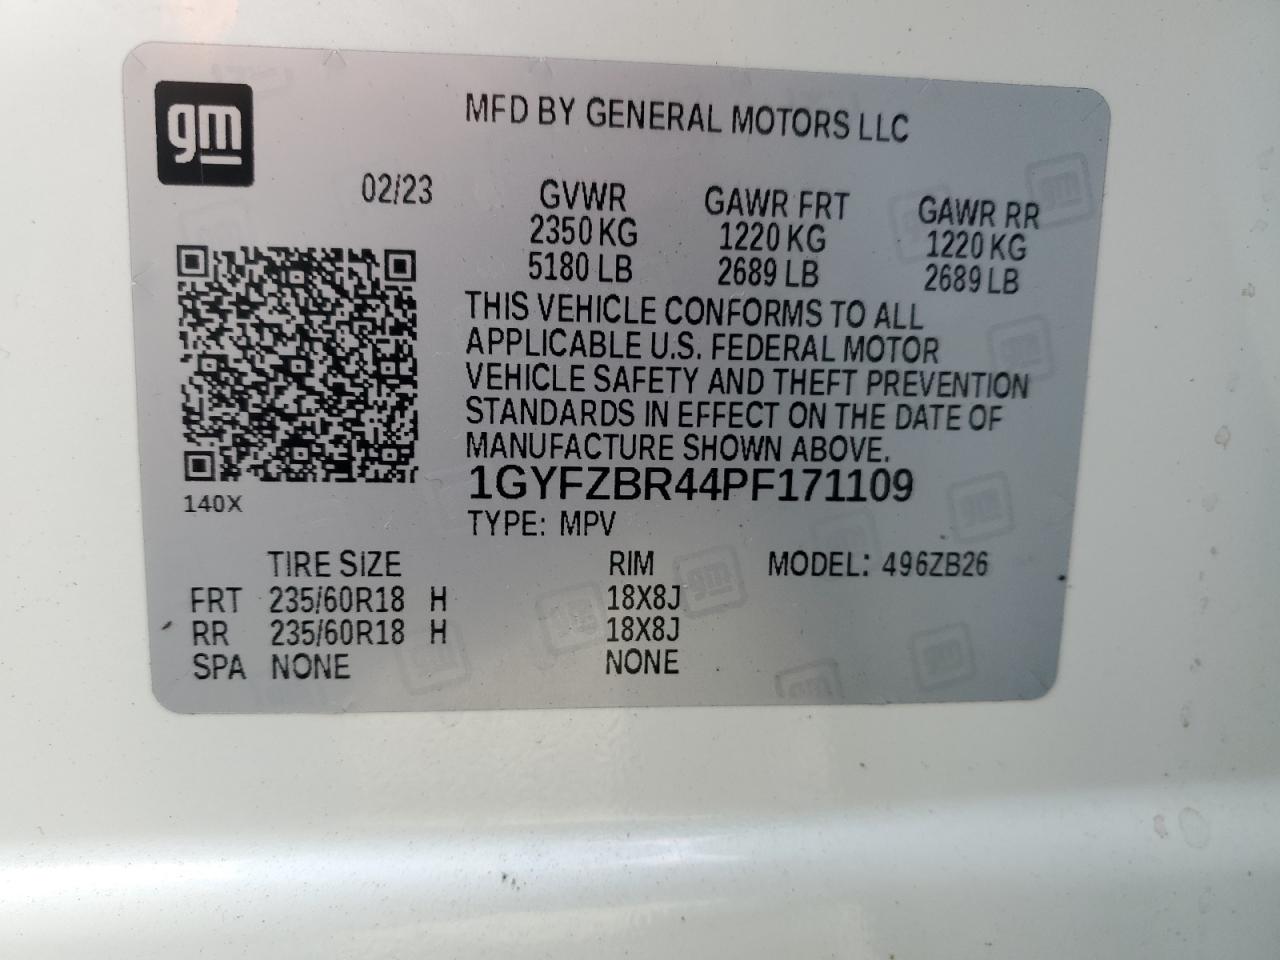 gm
MFD BY GENERAL MOTORS LLC
02/23
GVWR GAWR FRT GAWR RR
2350 KG 1220 KG 1220 KG
5180 LB 2689 LB 2689 LB
THIS VEHICLE CONFORMS TO ALL
APPLICABLE U.S. FEDERAL MOTOR
VEHICLE SAFETY AND THEFT PREVENTION
STANDARDS IN EFFECT ON THE DATE OF
MANUFACTURE SHOWN ABOVE.
1GYFZBR44PF171109
140X
TYPE: MPV
TIRE SIZE RIM MODEL: 496ZB26
FRT 235/60R18 H 18X8J
RR 235/60R18 H 18X8J
SPA NONE NONE